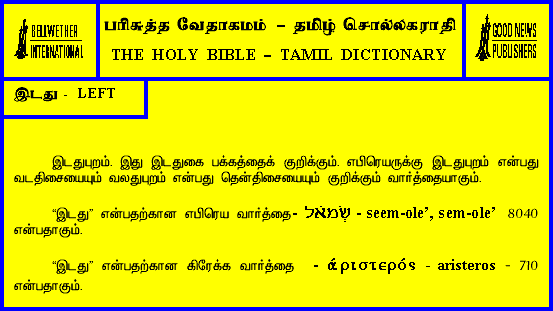 BELLWETHER
INTERNATIONAL
பரிசுத்த வேதாகமம் – தமிழ் சொல்லகராதி
THE HOLY BIBLE – TAMIL DICTIONARY
GOOD NEWS
PUBLISHERS
இடது - LEFT
இடதுபுறம். இது இடதுகை பக்கத்தைக் குறிக்கும். எபிரெயருக்கு இடதுபுறம் என்பது
வடதிசையையும் வலதுபுறம் என்பது தென்திசையையும் குறிக்கும் வார்த்தையாகும்.
“இடது” என்பதற்கான எபிரெய வார்த்தை- שְׂמֹאל - seem-ole’, sem-ole’ 8040
என்பதாகும்.
“இடது” என்பதற்கான கிரேக்க வார்த்தை - ἀριστερός - aristeros - 710
என்பதாகும்.